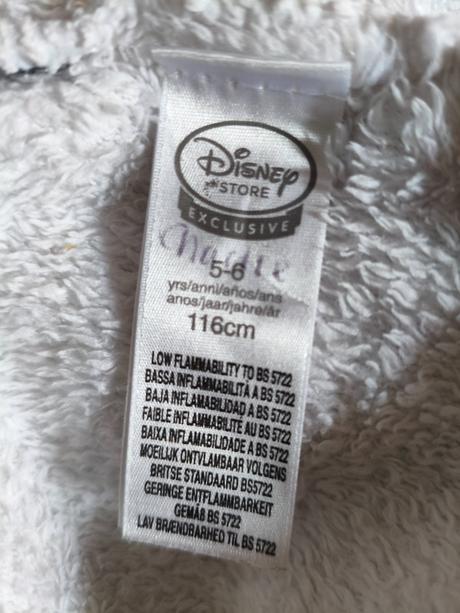 Disney
STORE
EXCLUSIVE
5-6
yrs/anni/años/ans
anos/jaar/jahre/år
116cm
LOW FLAMMABILITY TO BS 5722
BASSA INFLAMMABILITÀ A BS 5722
BAJA INFLAMABILIDAD A BS 5722
FAIBLE INFLAMMABILITE AU BS 5722
BAIXA INFLAMABILIDADE A BS 5722
MOEILIJK ONTVLAMBAAR VOLGENS
BRITSE STANDAARD BS5722
GERINGE ENTFLAMMBARKEIT
GEMÄß BS 5722
LAV BRÆNDBARHED TIL BS 5722